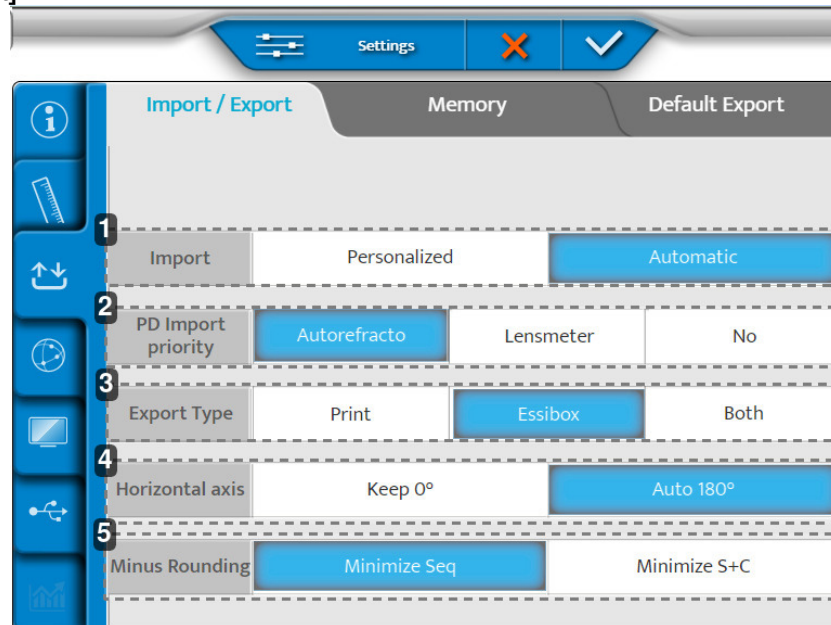 Settings
Import / Export Memory Default Export
1
Import Personalized Automatic
2
PD Import
priority Autorefracto Lensmeter No
3
Export Type Print Essibox Both
4
Horizontal axis Keep 0° Auto 180°
5
Minus Rounding Minimize Seq Minimize S+C